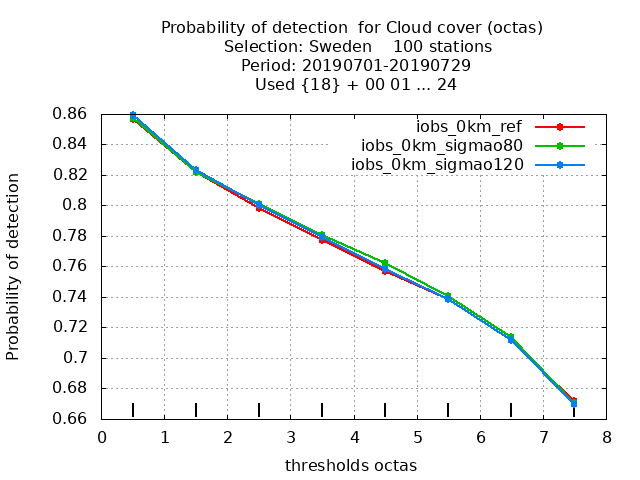 Probability of detection  for Cloud cover (octas)
Selection: Sweden    100 stations
Period: 20190701-20190729
Used {18} + 00 01 ... 24
iobs_0km_ref
iobs_0km_sigmao80
iobs_0km_sigmao120
Probability of detection
0.86
0.84
0.82
0.8
0.78
0.76
0.74
0.72
0.7
0.68
0.66
0 1 2 3 4 5 6 7 8
thresholds octas